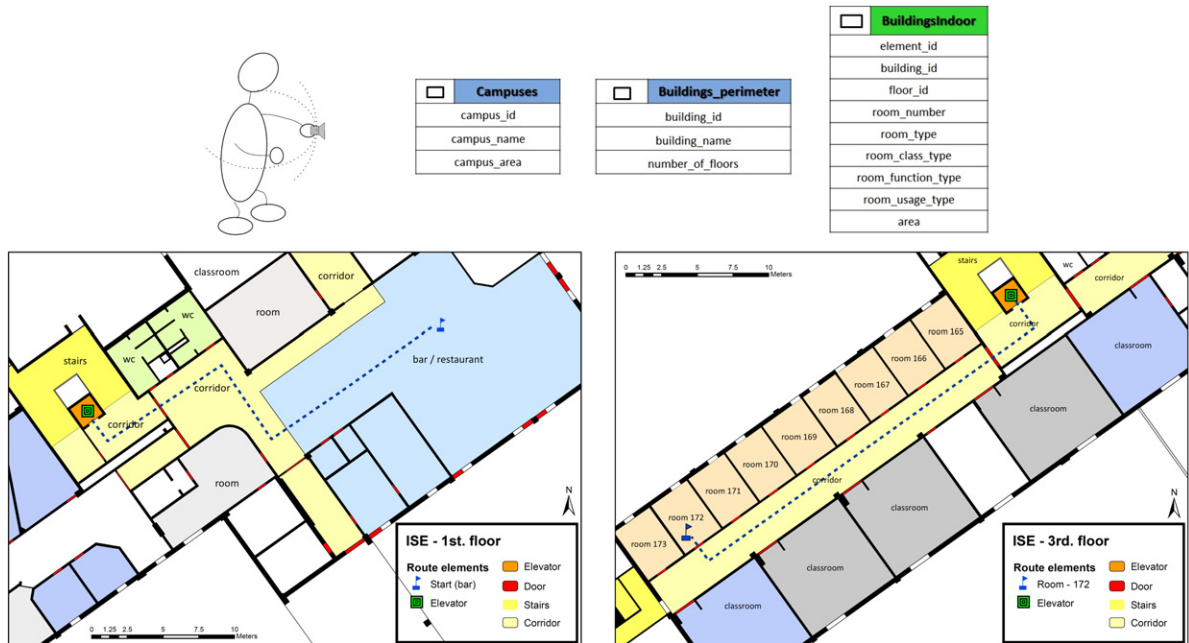 Campuses
campus_id
campus_name
campus_area
Buildings_perimeter
building_id
building_name
number_of_floors
BuildingsIndoor
element_id
building_id
floor_id
room_number
room_type
room_class_type
room_function_type
room_usage_type
area
classroom
corridor
room
wc
wc
stairs
bar / restaurant
corridor
corridor
room
N
ISE - 1st. floor
Route elements
Start (bar)
Elevator
Elevator
Door
Stairs
Corridor
0 1.25 2.5 5 7.5 10
Meters
0 1.25 2.5 5 7.5 10
Meters
stairs
wc
corridor
corridor
room 165
room 166
room 167
room 168
room 169
room 170
room 171
room 172
room 173
corridor
classroom
classroom
classroom
classroom
classroom
N
ISE - 3rd. floor
Route elements
Room - 172
Elevator
Elevator
Door
Stairs
Corridor